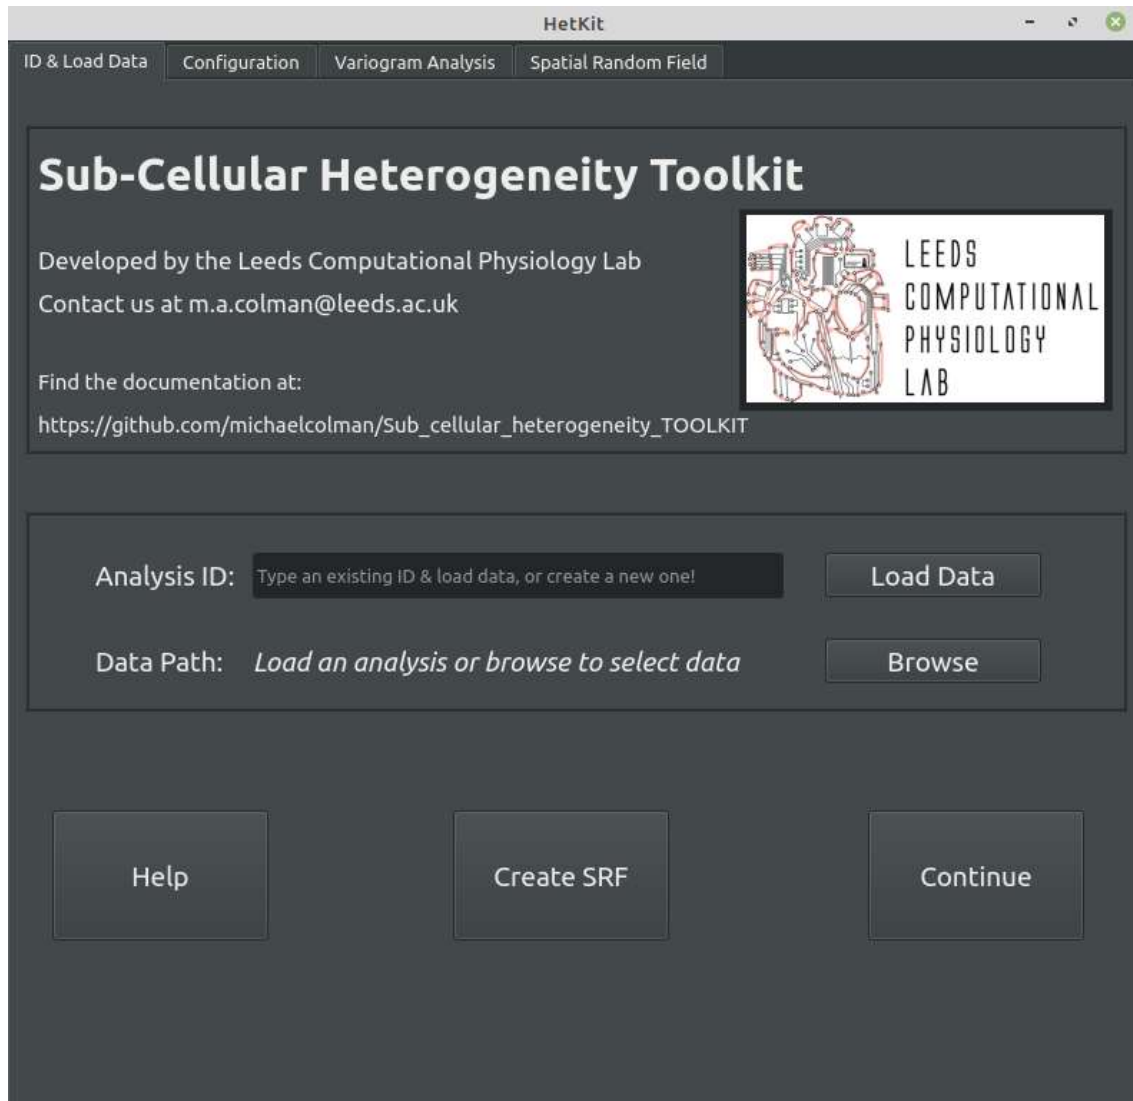 HetKit
ID & Load Data
Configuration
Variogram Analysis
Spatial Random Field
Sub-Cellular Heterogeneity Toolkit
Developed by the Leeds Computational Physiology Lab
Contact us at m.a.colman@leeds.ac.uk
Find the documentation at:
https://github.com/michaelcolman/Sub_cellular_heterogeneity_TOOLKIT
LEEDS
COMPUTATIONAL
PHYSIOLOGY
LAB
Analysis ID:
Type an existing ID & load data, or create a new one!
Load Data
Data Path:
Load an analysis or browse to select data
Browse
Help
Create SRF
Continue